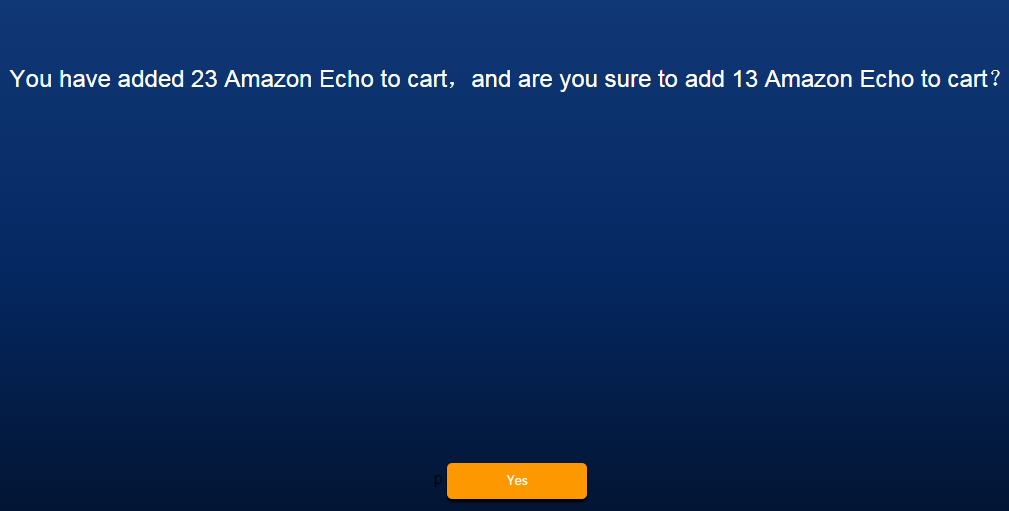 You have added 23 Amazon Echo to cart，and are you sure to add 13 Amazon Echo to cart？
p
Yes